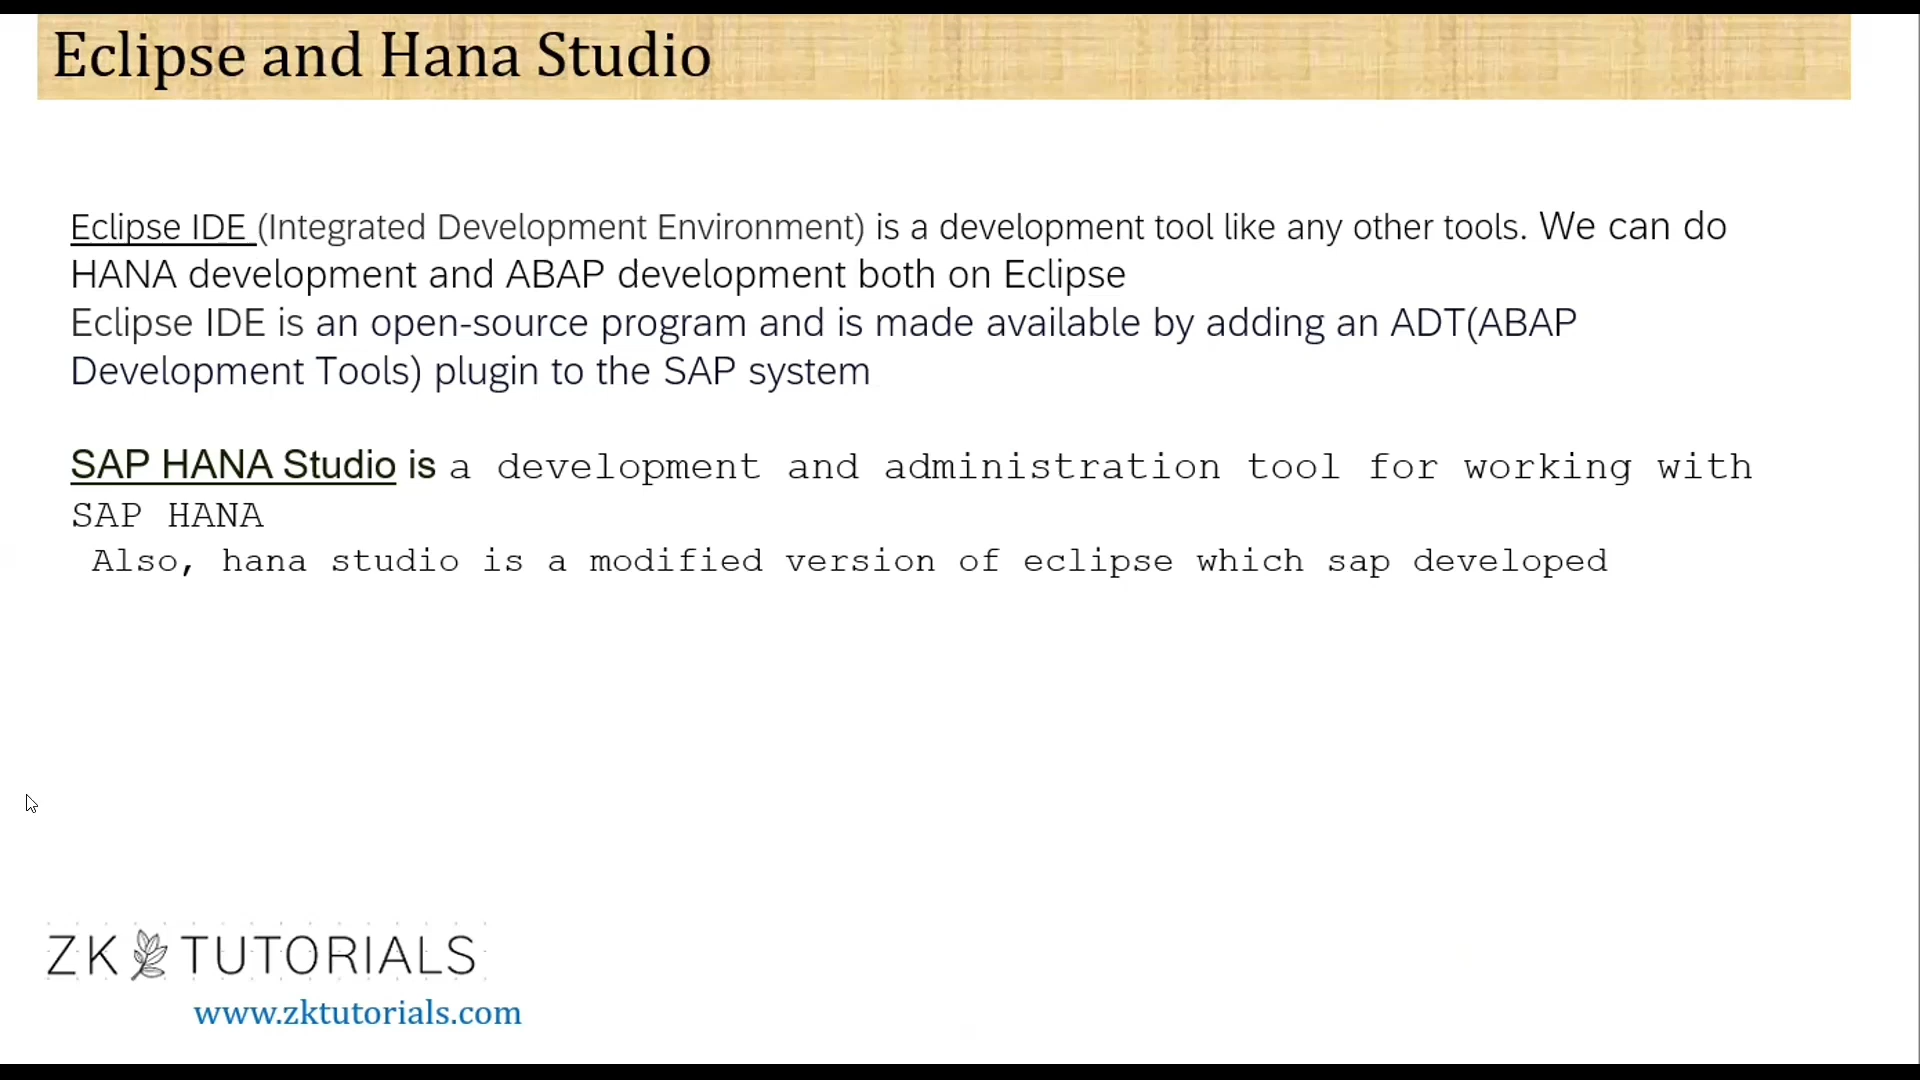 Eclipse and Hana Studio
Eclipse IDE (Integrated Development Environment) is a development tool like any other tools. We can do
HANA development and ABAP development both on Eclipse
Eclipse IDE is an open-source program and is made available by adding an ADT(ABAP
Development Tools) plugin to the SAP system
SAP HANA Studio is a development and administration tool for working with
SAP HANA
Also, hana studio is a modified version of eclipse which sap developed
ZK TUTORIALS
www.zktutorials.com